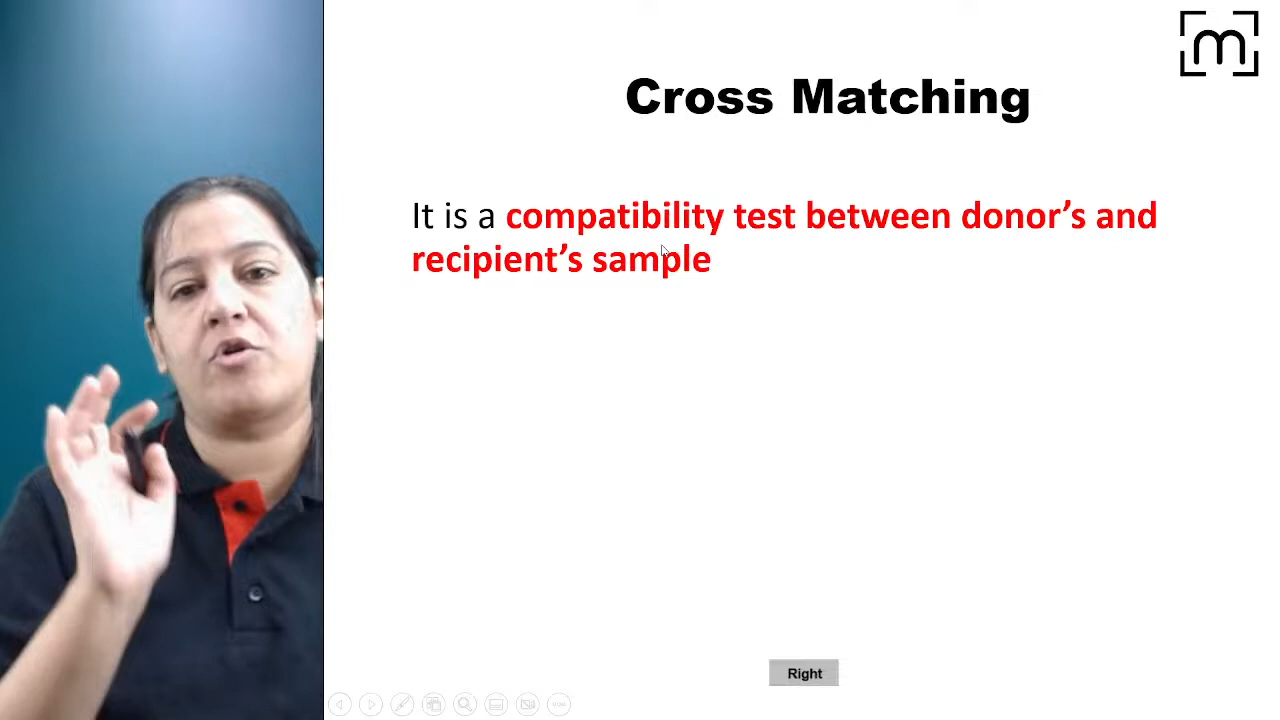 Cross Matching
It is a compatibility test between donor’s and
recipient’s sample
Right